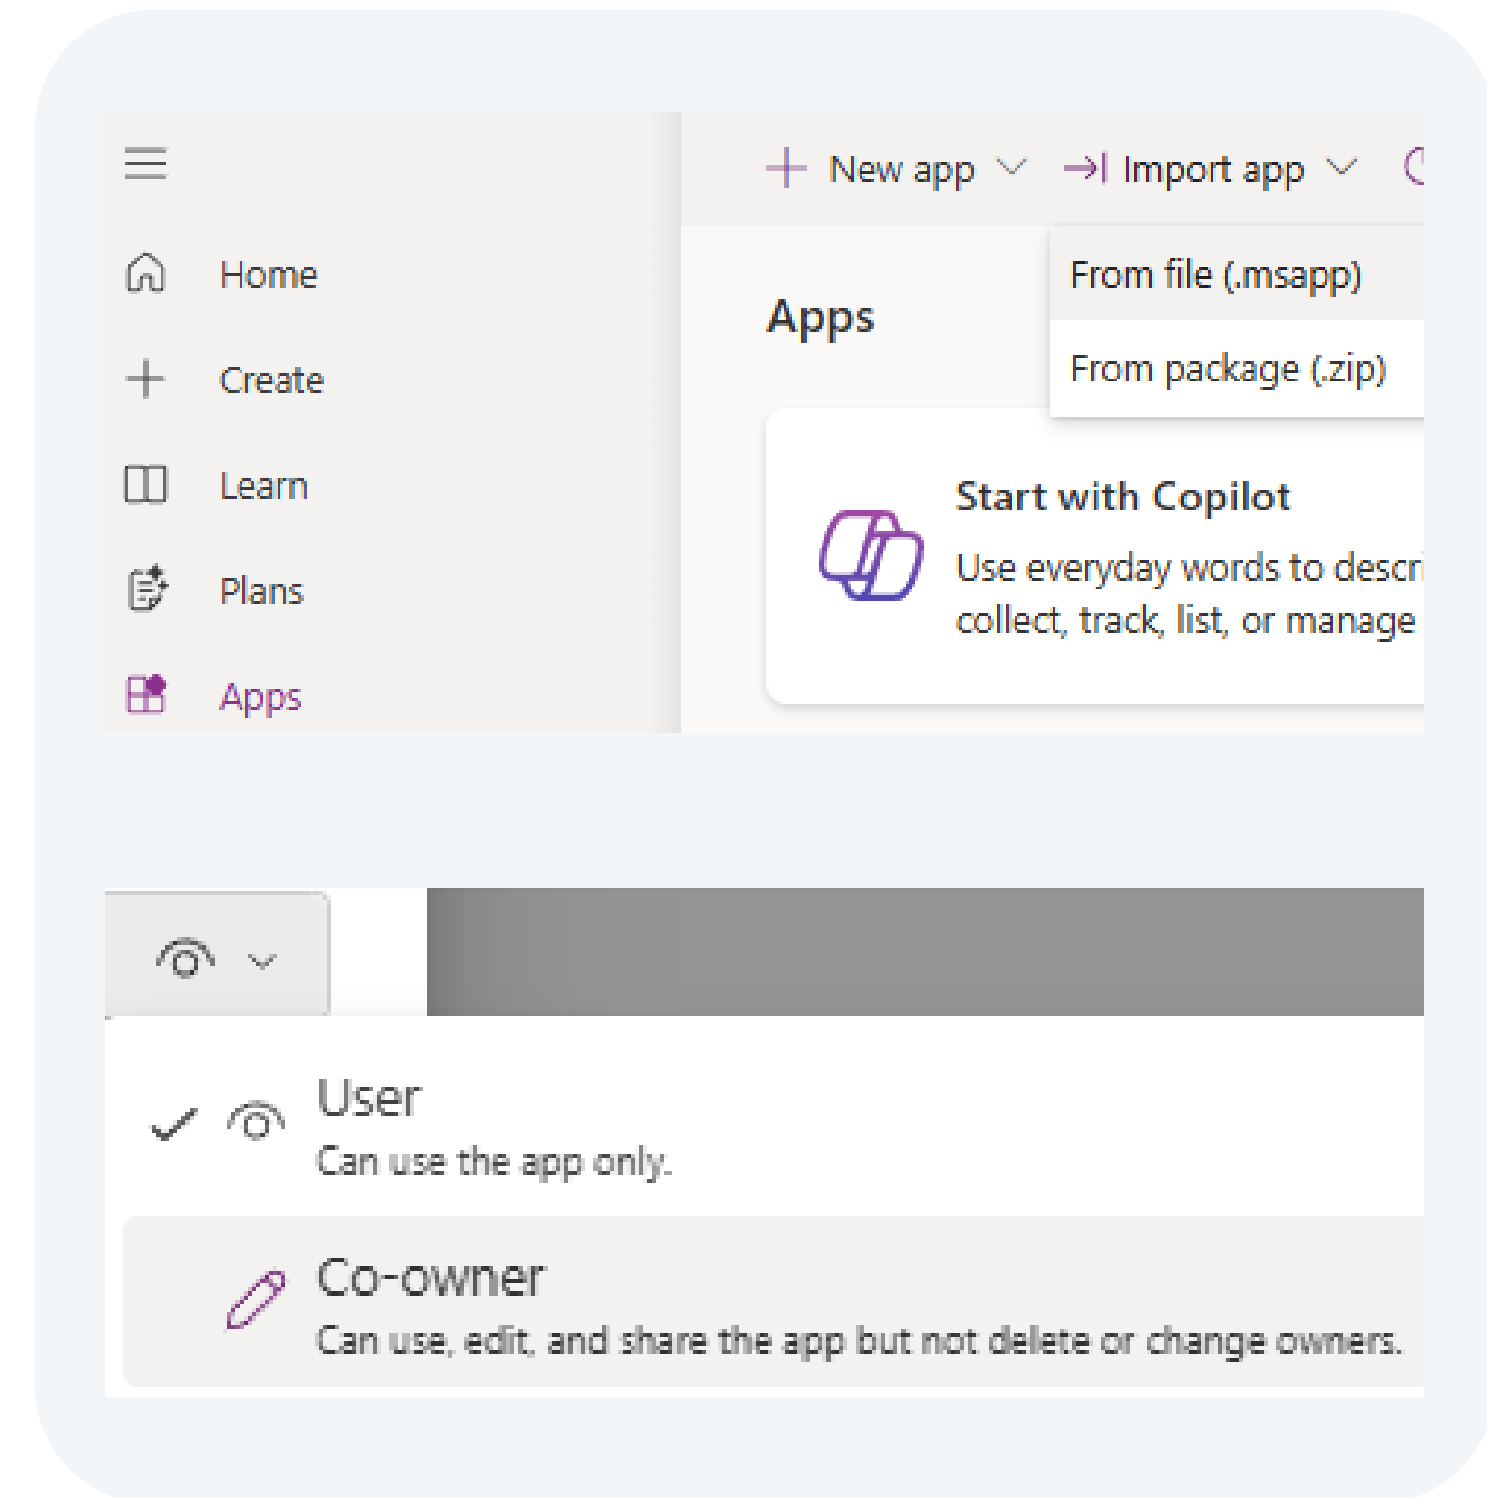 Home
Create
Learn
Plans
Apps
New app
Import app
From file (.msapp)
From package (.zip)
Apps
Start with Copilot
Use everyday words to descri
collect, track, list, or manage
User
Can use the app only.
Co-owner
Can use, edit, and share the app but not delete or change owners.